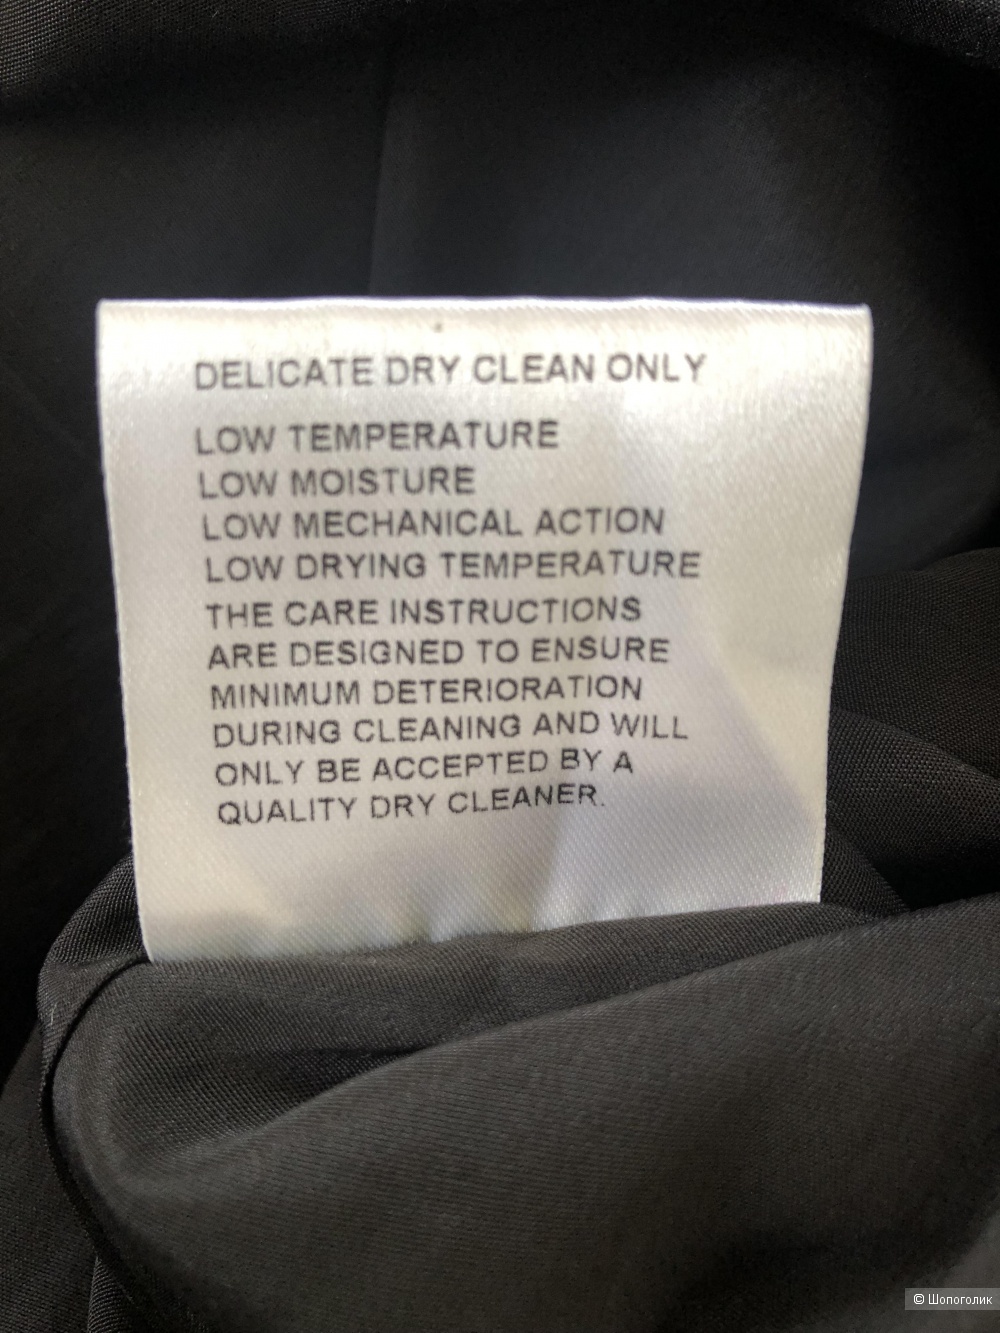 DELICATE DRY CLEAN ONLY
LOW TEMPERATURE
LOW MOISTURE
LOW MECHANICAL ACTION
LOW DRYING TEMPERATURE
THE CARE INSTRUCTIONS
ARE DESIGNED TO ENSURE
MINIMUM DETERIORATION
DURING CLEANING AND WILL
ONLY BE ACCEPTED BY A
QUALITY DRY CLEANER.
© Шопоголик